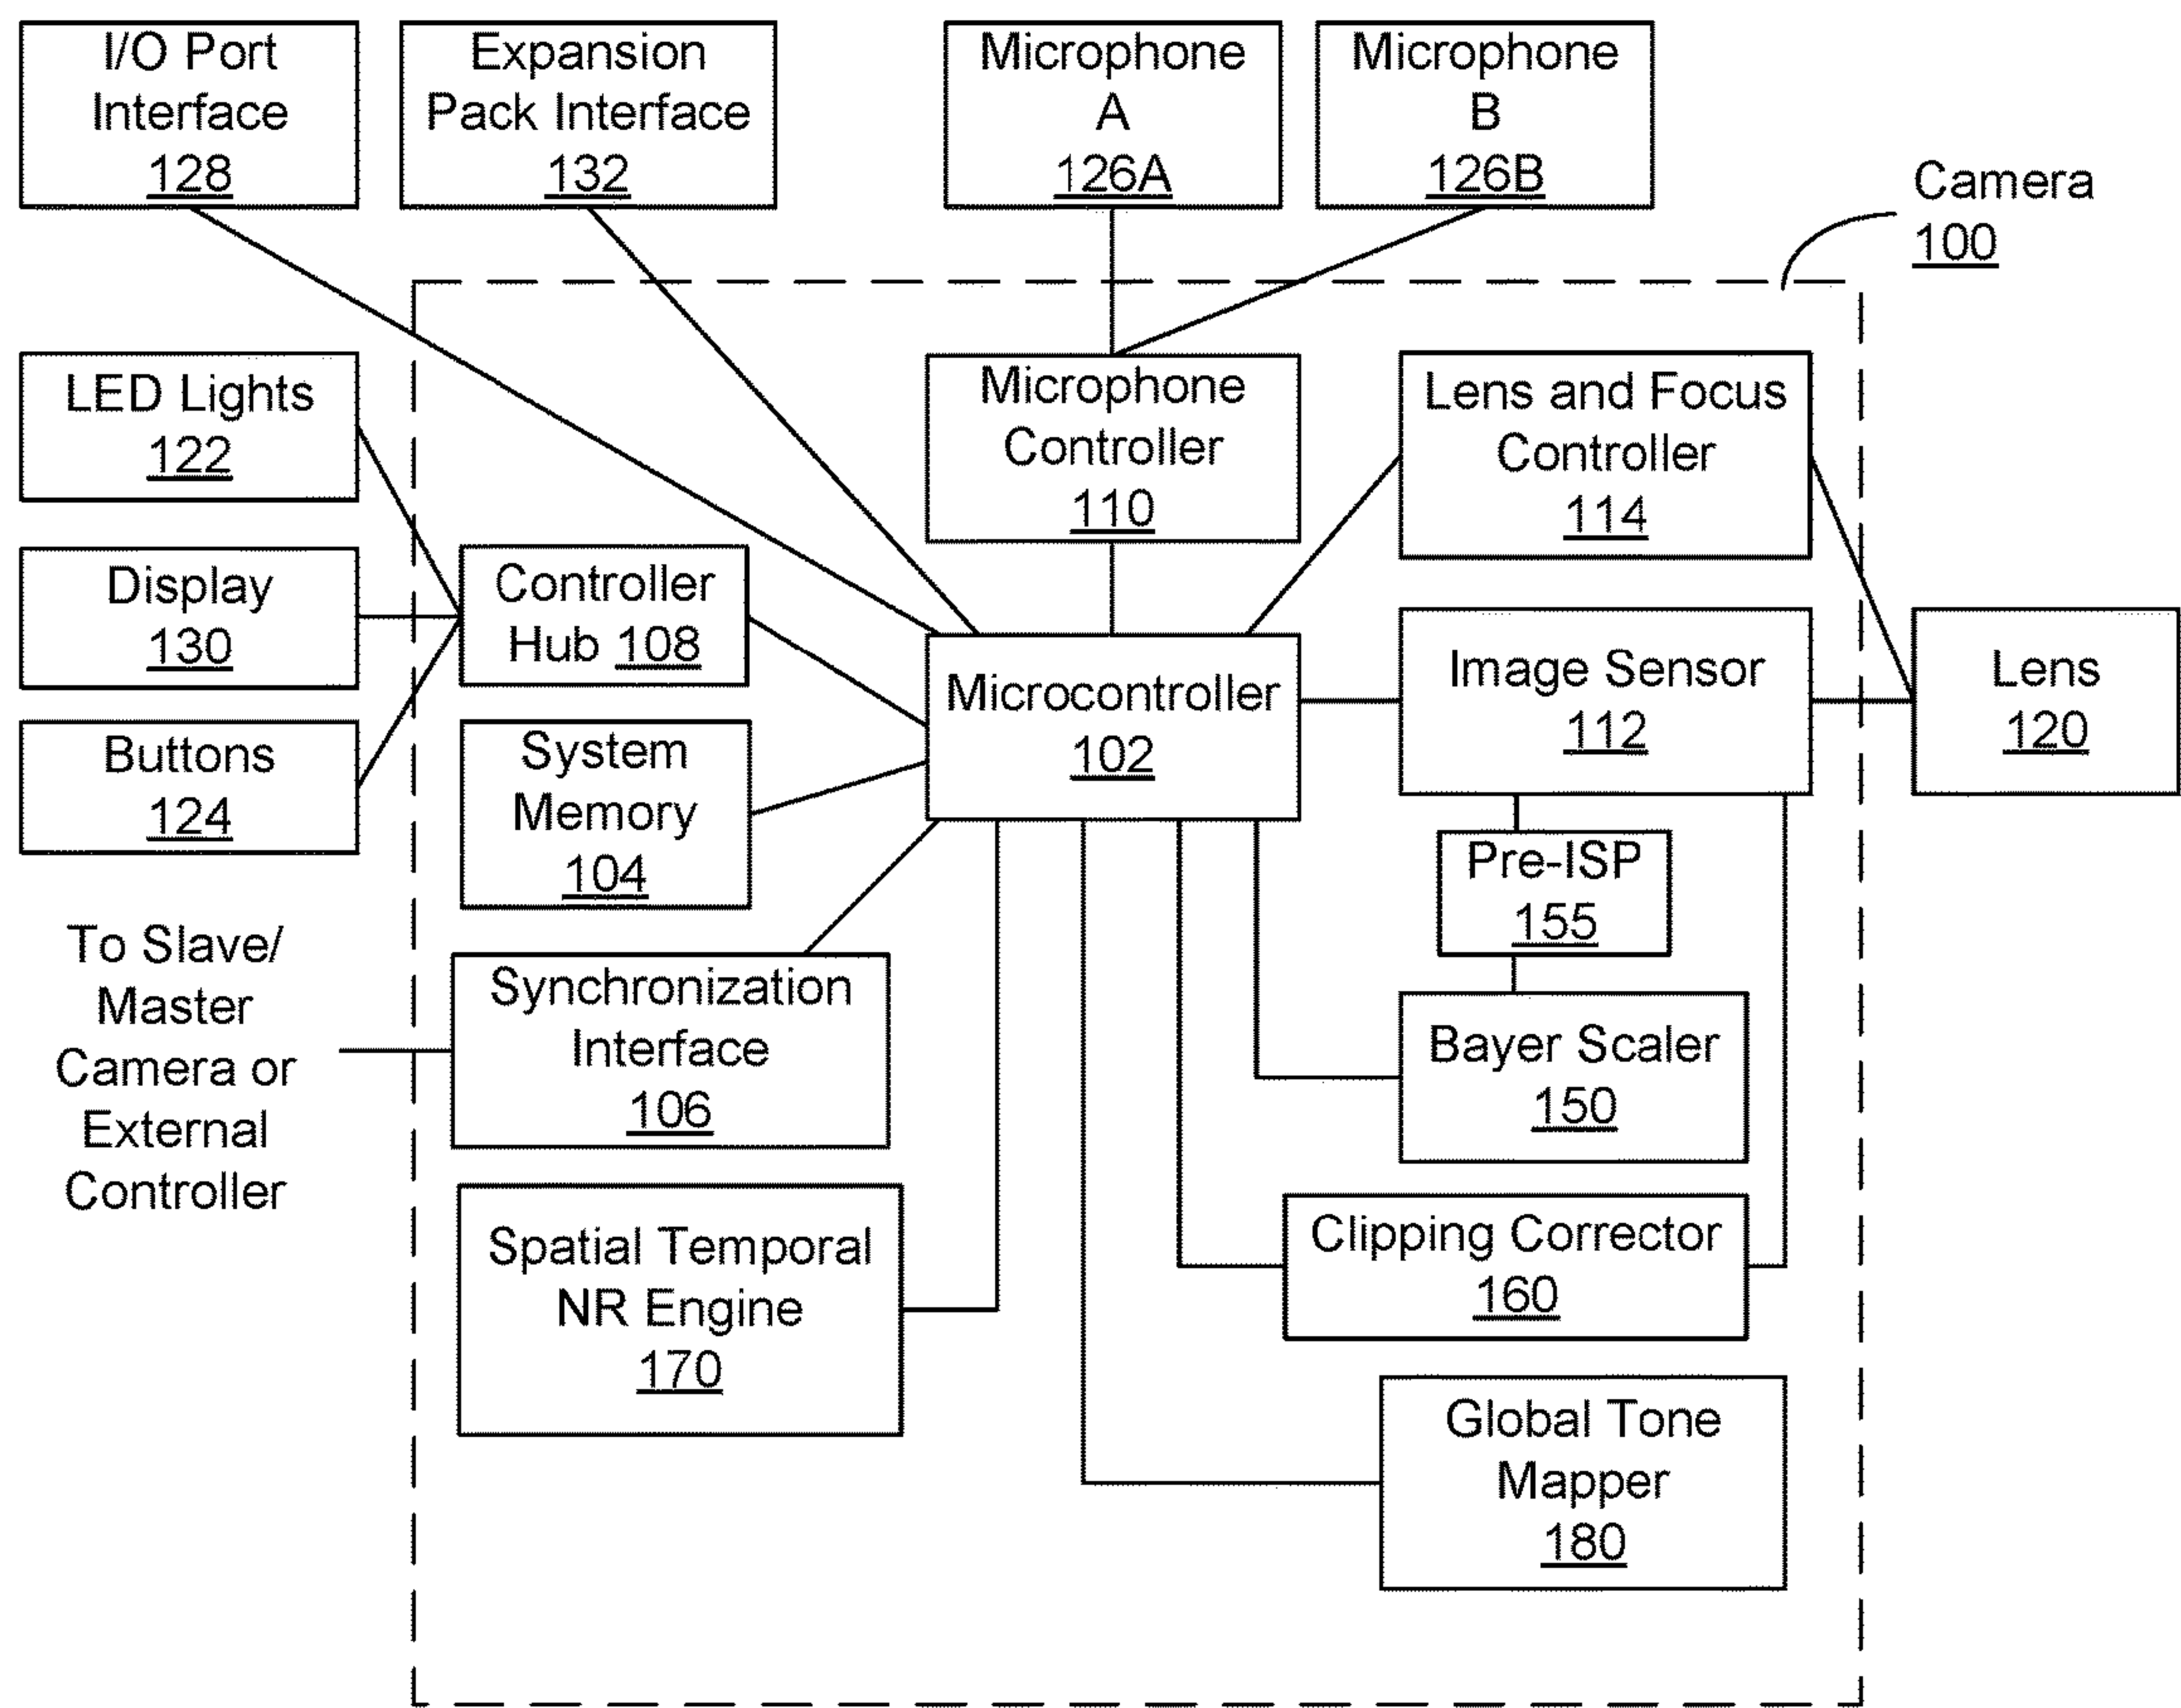 I/O Port
Interface
128
Expansion
Pack Interface
132
Microphone
A
126A
Microphone
B
126B
Camera
100
LED Lights
122
Microphone
Controller
110
Lens and Focus
Controller
114
Display
130
Controller
Hub 108
Microcontroller
102
Image Sensor
112
Lens
120
Buttons
124
System
Memory
104
Pre-ISP
155
To Slave/
Master
Camera or
External
Controller
Synchronization
Interface
106
Bayer Scaler
150
Spatial Temporal
NR Engine
170
Clipping Corrector
160
Global Tone
Mapper
180